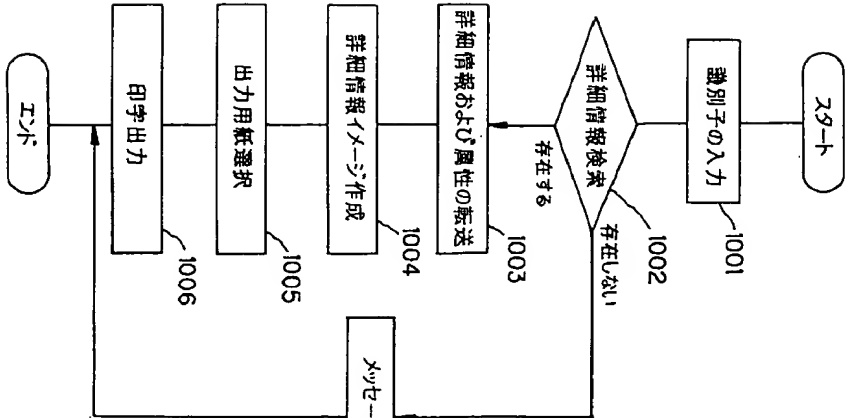 スタート
識別子の入力
1001
詳細情報検索
1002
存在しない
存在する
詳細情報および属性の転送
1003
詳細情報イメージ作成
1004
メッセー
出力用紙選択
1005
印字出力
1006
エンド